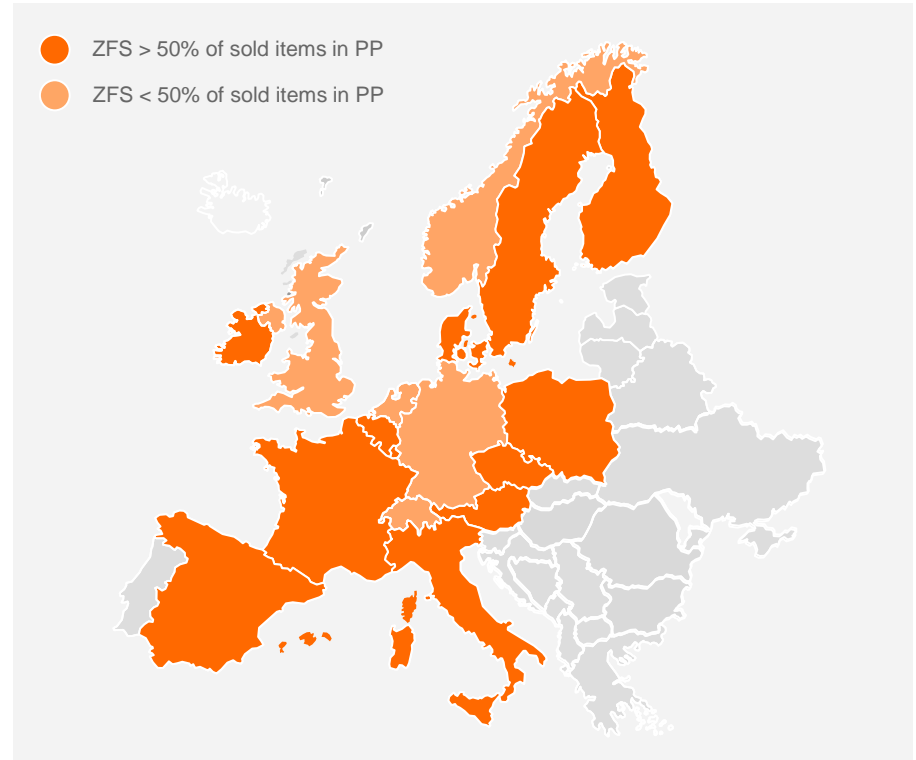 ZFS > 50% of sold items in PP
ZFS < 50% of sold items in PP